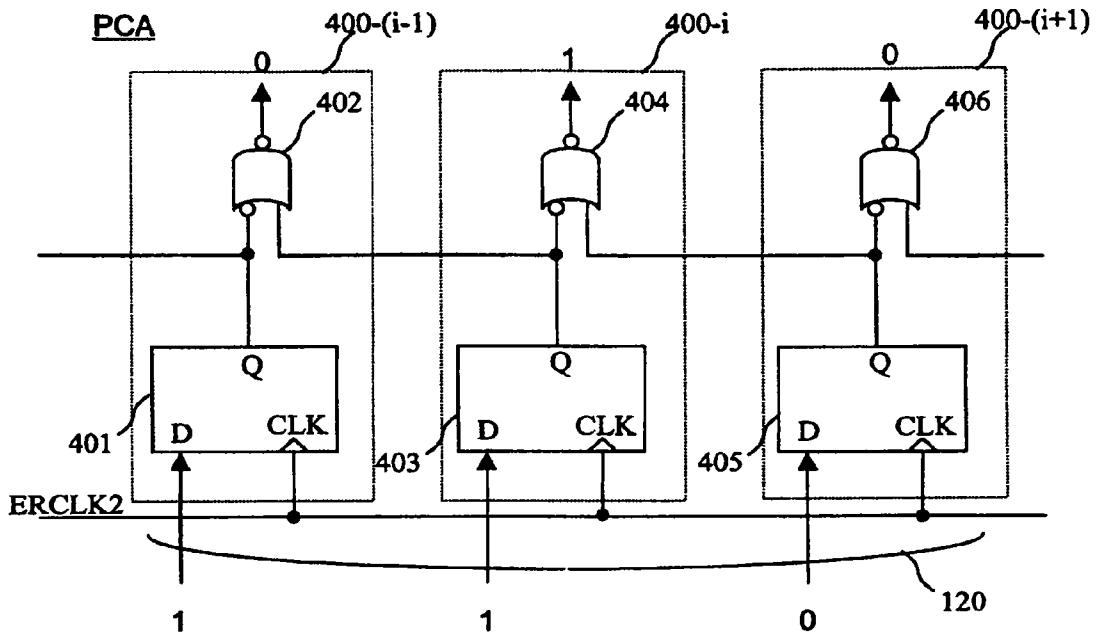 PCA
400-(i-1)
400-i
400-(i+1)
0
1
0
402
404
406
Q
Q
Q
401
D
CLK
403
D
CLK
405
D
CLK
ERCLK2
120
1
1
0